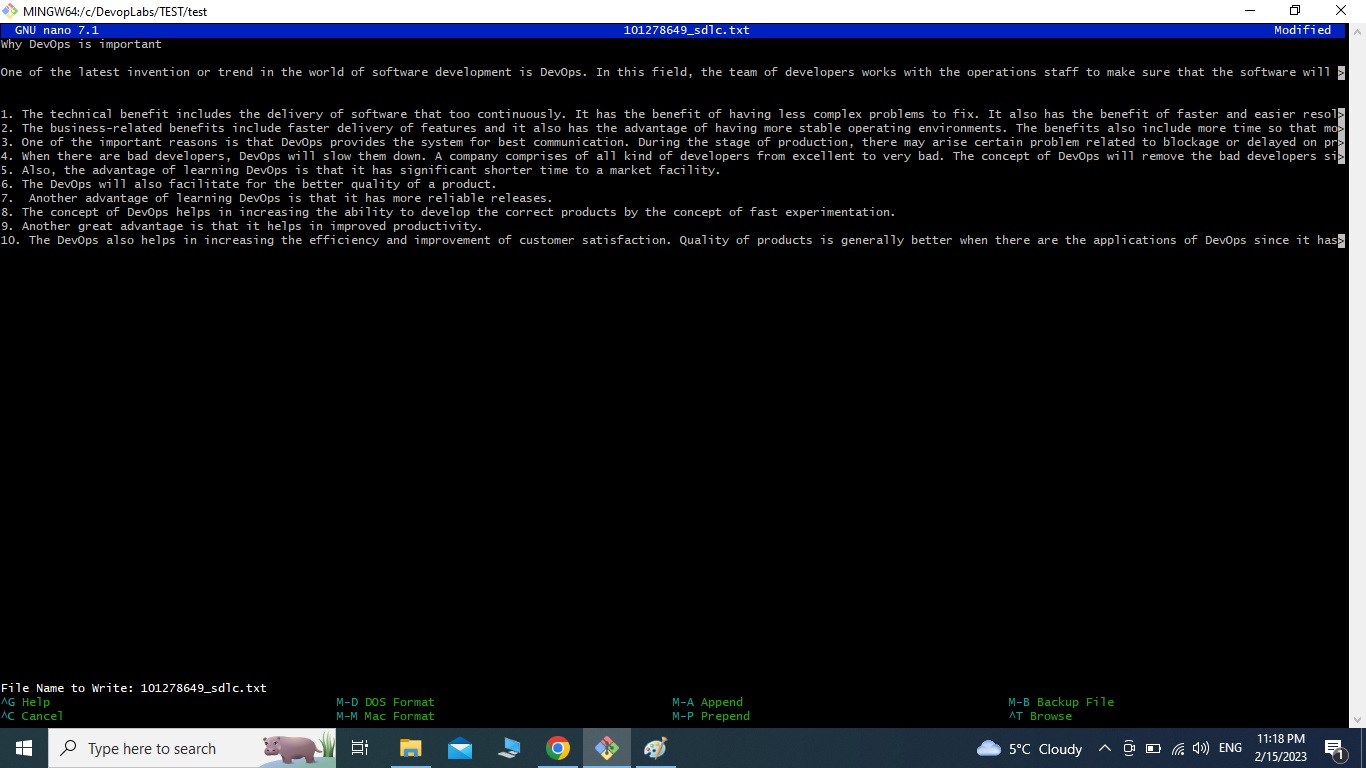 MINGW64:/c/DevopLabs/TEST/test
GNU nano 7.1 101278649_sdlc.txt Modified
Why DevOps is important
One of the latest invention or trend in the world of software development is DevOps. In this field, the team of developers works with the operations staff to make sure that the software will >
1. The technical benefit includes the delivery of software that too continuously. It has the benefit of having less complex problems to fix. It also has the benefit of faster and easier resol>
2. The business-related benefits include faster delivery of features and it also has the advantage of having more stable operating environments. The benefits also include more time so that mo>
3. One of the important reasons is that DevOps provides the system for best communication. During the stage of production, there may arise certain problem related to blockage or delayed on pr>
4. When there are bad developers, DevOps will slow them down. A company comprises of all kind of developers from excellent to very bad. The concept of DevOps will remove the bad developers si>
5. Also, the advantage of learning DevOps is that it has significant shorter time to a market facility.
6. The DevOps will also facilitate for the better quality of a product.
7.  Another advantage of learning DevOps is that it has more reliable releases.
8. The concept of DevOps helps in increasing the ability to develop the correct products by the concept of fast experimentation.
9. Another great advantage is that it helps in improved productivity.
10. The DevOps also helps in increasing the efficiency and improvement of customer satisfaction. Quality of products is generally better when there are the applications of DevOps since it has>
File Name to Write: 101278649_sdlc.txt
^G Help M-D DOS Format M-A Append M-B Backup File
^C Cancel M-M Mac Format M-P Prepend ^T Browse
Type here to search 5°C Cloudy ENG 11:18 PM
2/15/2023 1